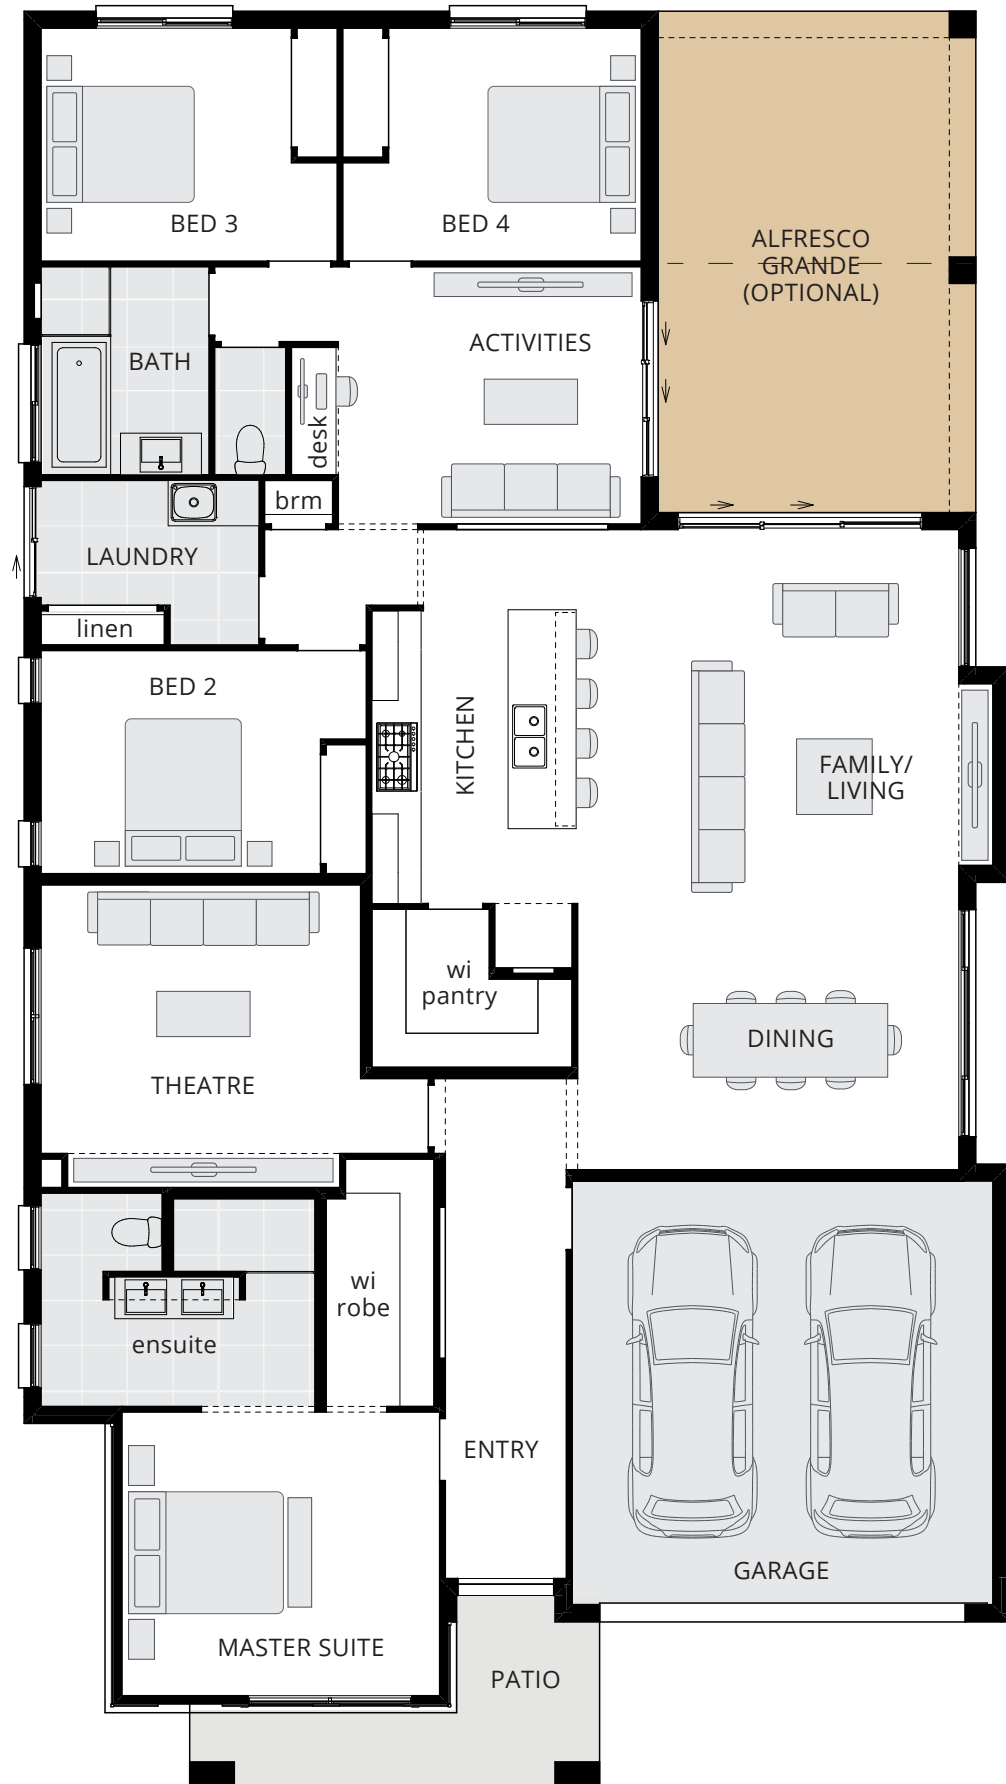 BED 3
BED 4
ALFRESCO
GRANDE
(OPTIONAL)
BATH
ACTIVITIES
desk
brm
LAUNDRY
linen
BED 2
KITCHEN
FAMILY/
LIVING
wi
pantry
DINING
THEATRE
wi
robe
ensuite
ENTRY
GARAGE
MASTER SUITE
PATIO